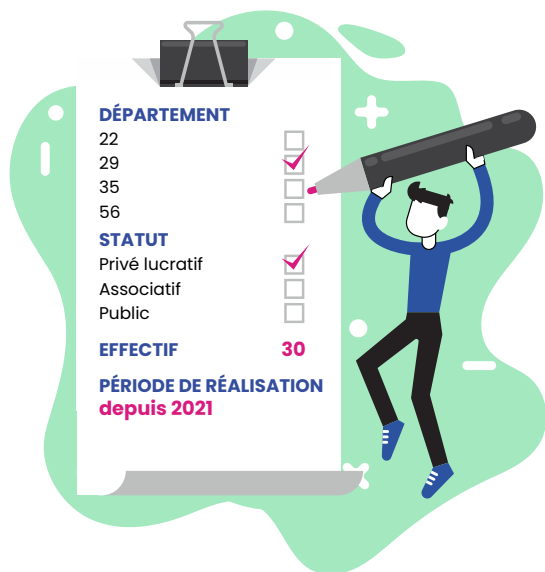 DÉPARTEMENT
22
29
35
56
STATUT
Privé lucratif
Associatif
Public
EFFECTIF 30
PÉRIODE DE RÉALISATION
depuis 2021